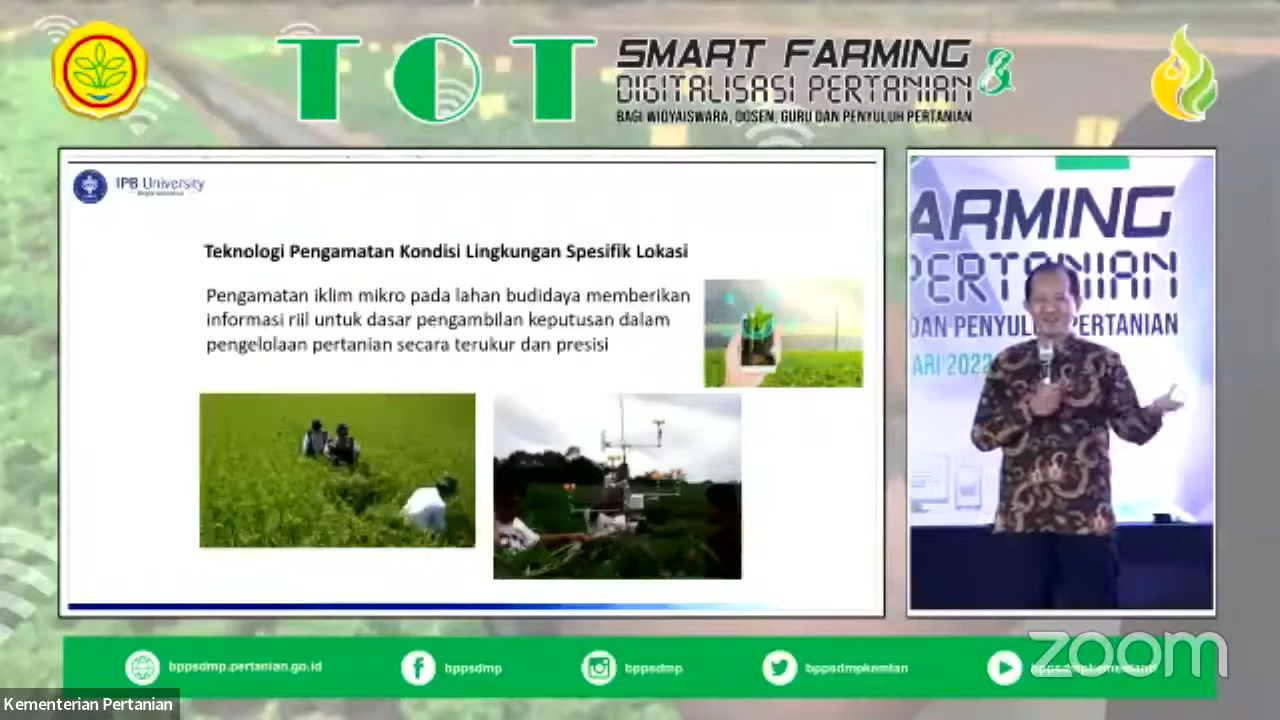 TOT
SMART FARMING &
DIGITALISASI PERTANIAN
BAGI WIDYAISWARA, DOSEN, GURU DAN PENYULUH PERTANIAN
IPB University
Teknologi Pengamatan Kondisi Lingkungan Spesifik Lokasi
Pengamatan iklim mikro pada lahan budidaya memberikan
informasi riil untuk dasar pengambilan keputusan dalam
pengelolaan pertanian secara terukur dan presisi
ARMING
PERTANIAN
DAN PENYULUH PERTANIAN
ARI 2022
bppsdmp.pertanian.go.id
bppsdmp
bppsdmp
bppsdmpkemtan
zoom
Kementerian Pertanian